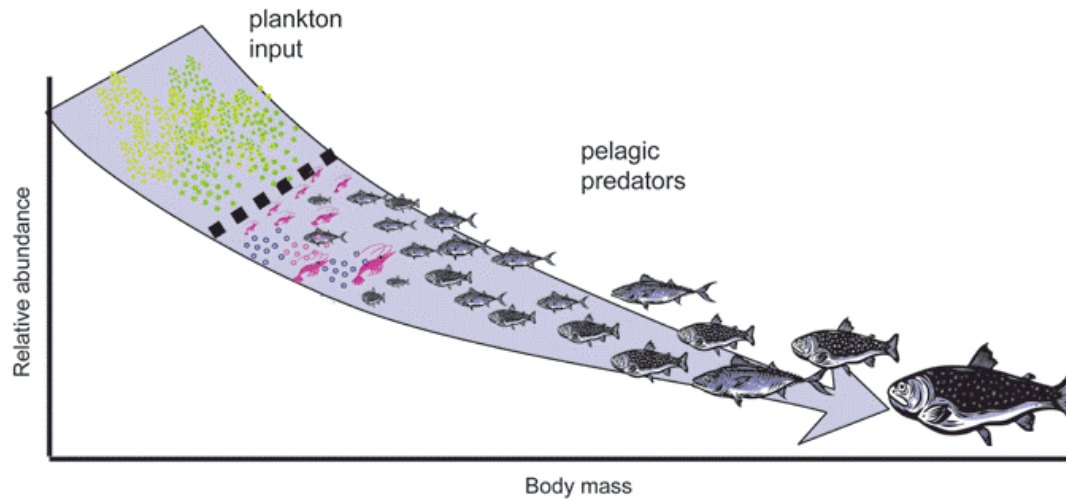 plankton
input
pelagic
predators
Relative abundance
Body mass